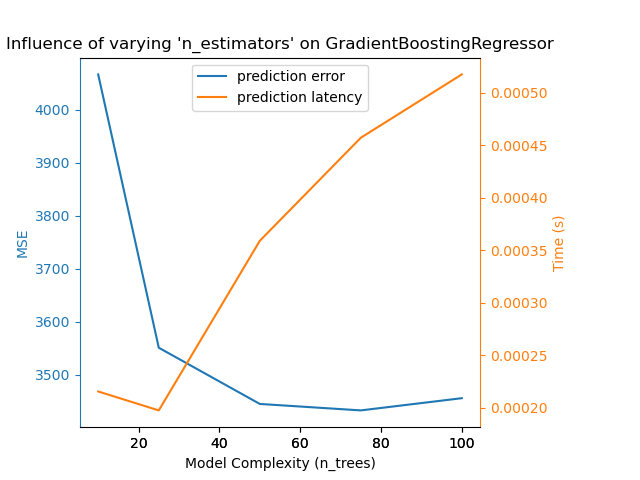 Influence of varying 'n_estimators' on GradientBoostingRegressor
prediction error
prediction latency
MSE
4000
3900
3800
3700
3600
3500
0.00050
0.00045
0.00040
0.00035
0.00030
0.00025
0.00020
Time (s)
20 40 60 80 100
Model Complexity (n_trees)